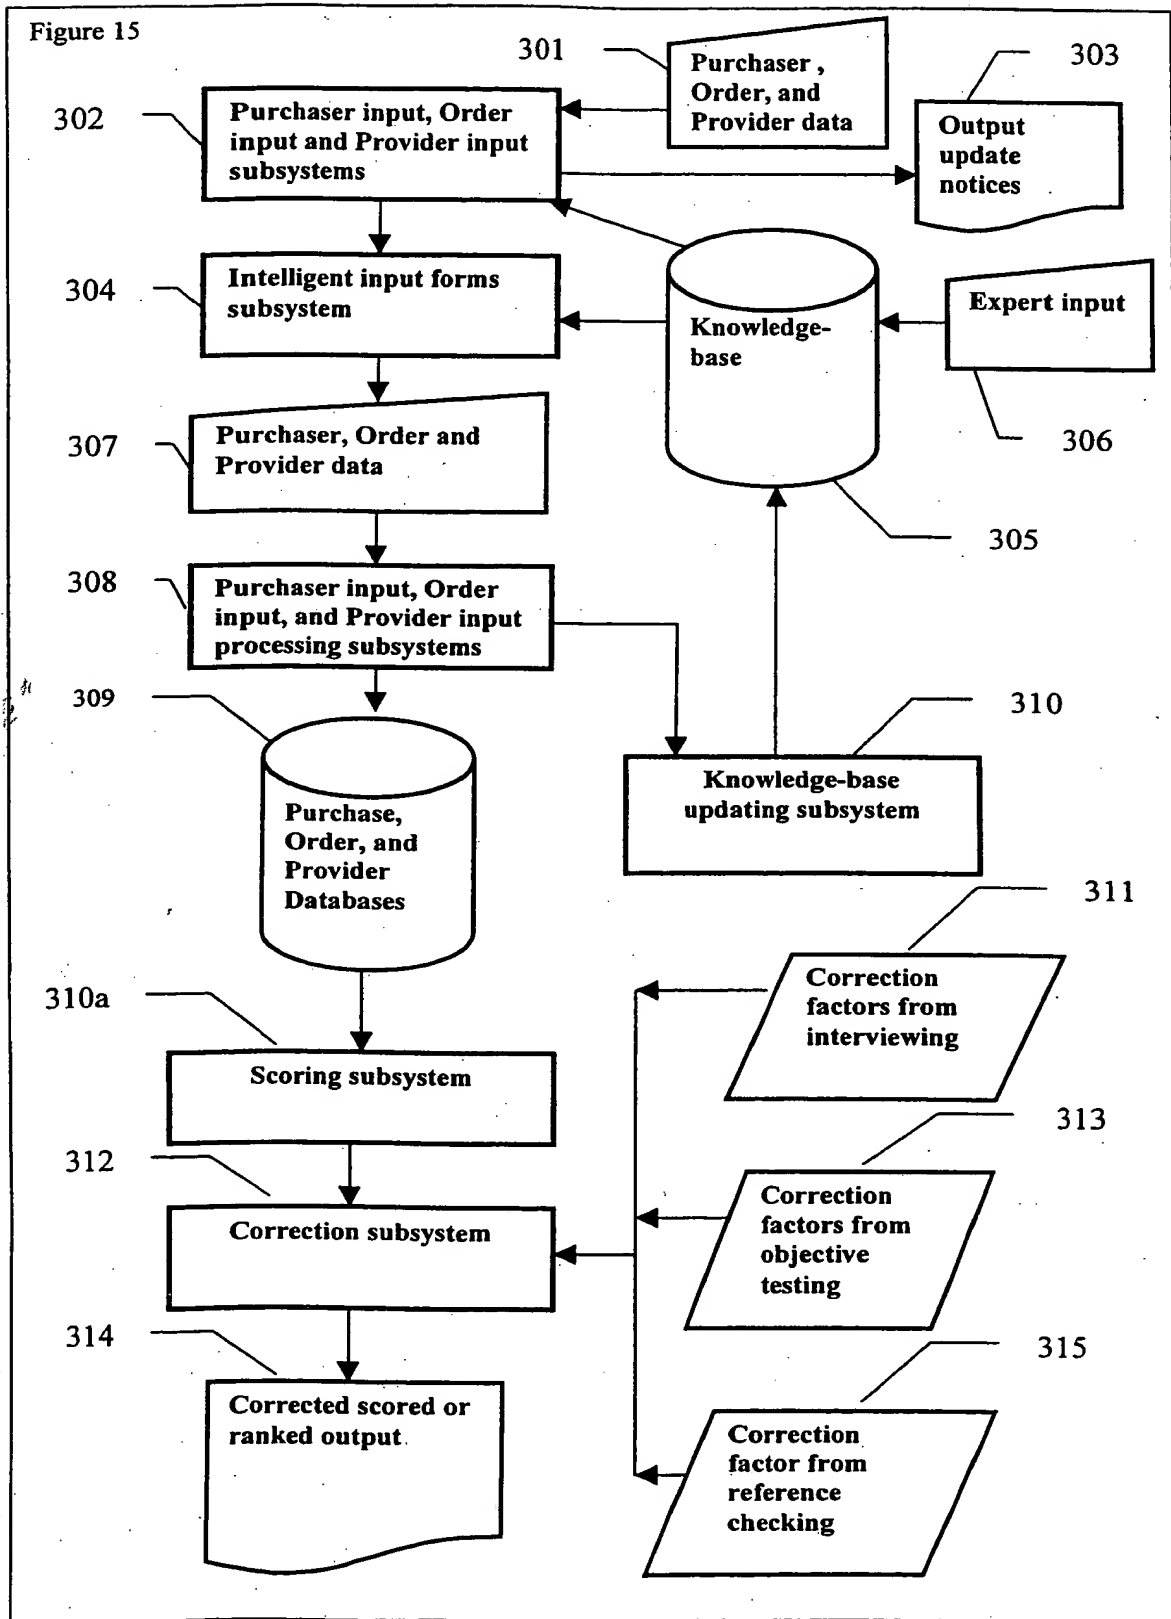 Figure 15
301
Purchaser ,
Order, and
Provider data
303
Output
update
notices
302
Purchaser input, Order
input and Provider input
subsystems
304
Intelligent input forms
subsystem
Knowledge-
base
Expert input
306
305
307
Purchaser, Order and
Provider data
308
Purchaser input, Order
input, and Provider input
processing subsystems
309
Purchase,
Order, and
Provider
Databases
310
Knowledge-base
updating subsystem
311
Correction
factors from
interviewing
310a
Scoring subsystem
313
Correction
factors from
objective
testing
312
Correction subsystem
314
Corrected scored or
ranked output
315
Correction
factor from
reference
checking